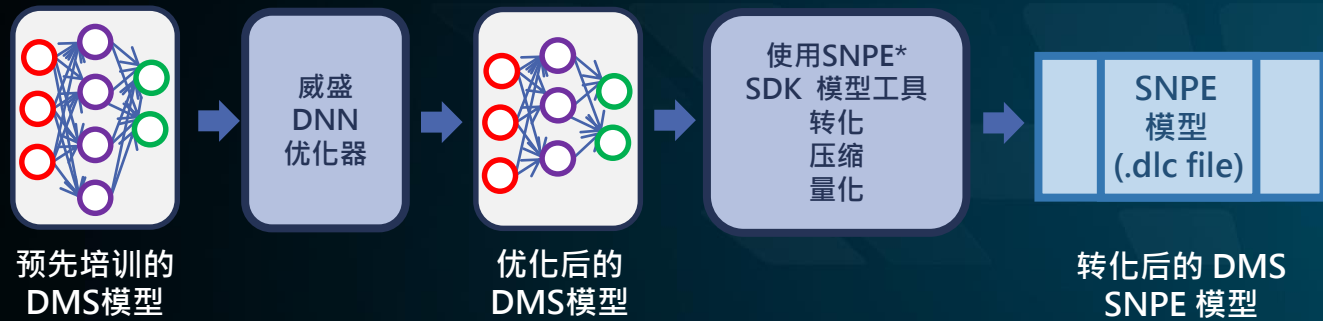 威盛
DNN
优化器
使用SNPE*
SDK 模型工具
转化
压缩
量化
SNPE
模型
(.dlc file)
预先培训的
DMS模型
优化后的
DMS模型
转化后的 DMS
SNPE 模型